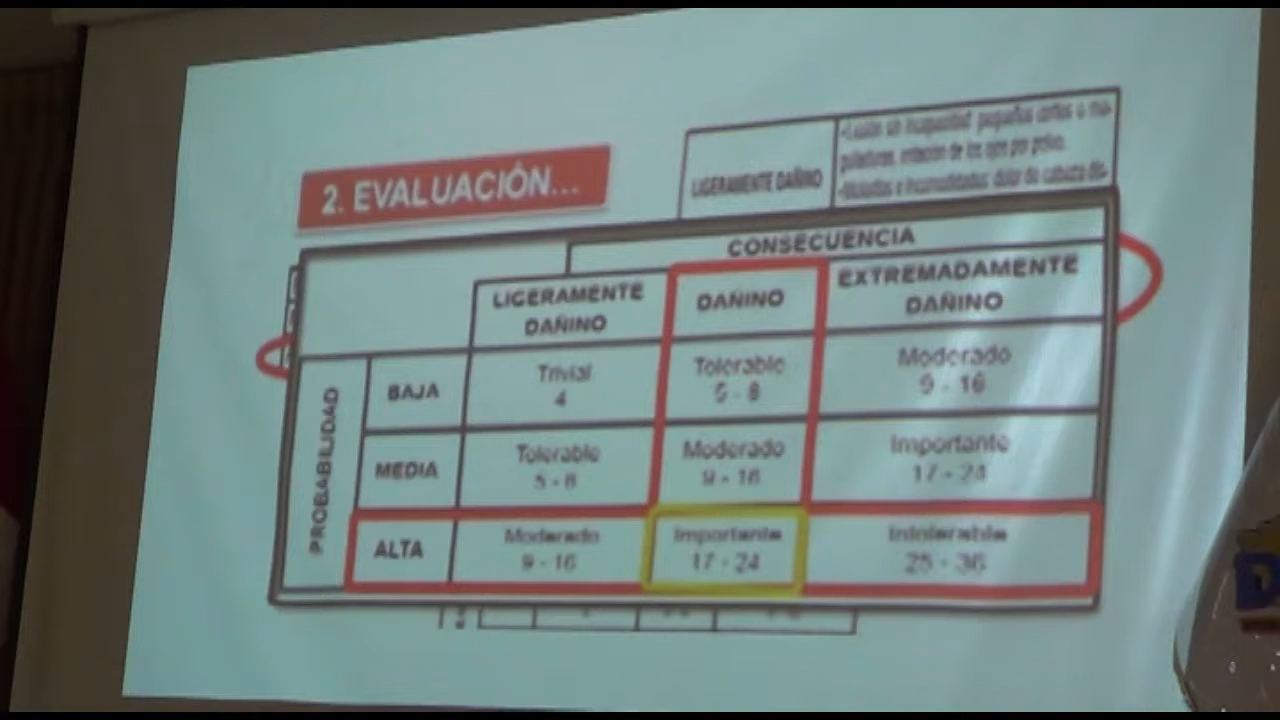 2. EVALUACIÓN...
LIGERAMENTE DAÑINO
CONSECUENCIA
LIGERAMENTE
DAÑINO
DAÑINO
EXTREMADAMENTE
DAÑINO
PROBABILIDAD
BAJA
Trivial
4
Tolerable
5 - 8
Moderado
9 - 16
MEDIA
Tolerable
5 - 8
Moderado
9 - 16
Importante
17 - 24
ALTA
Moderado
9 - 16
Importante
17 - 24
Intolerable
25 - 36